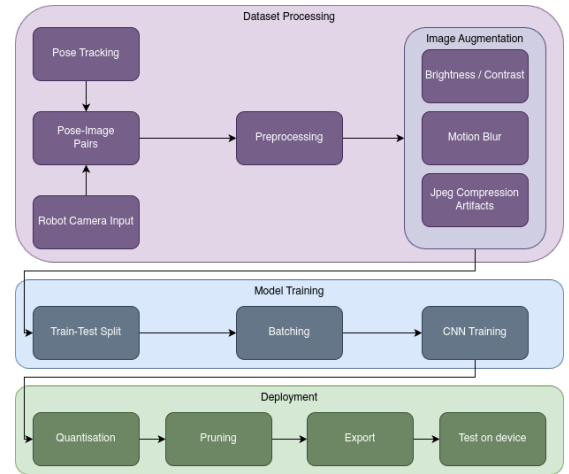 Dataset Processing
Pose Tracking
Pose-Image
Pairs
Robot Camera Input
Preprocessing
Image Augmentation
Brightness / Contrast
Motion Blur
Jpeg Compression
Artifacts
Model Training
Train-Test Split
Batching
CNN Training
Deployment
Quantisation
Pruning
Export
Test on device